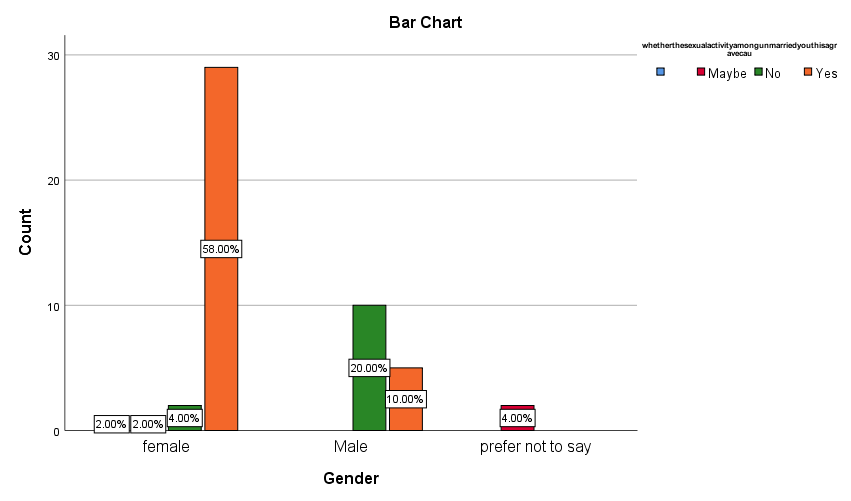 Bar Chart
whetherthesexualactivityamongunmarriedyouthisagr
avecau
Maybe No Yes
30
20
10
0
Count
58.00%
2.00% 2.00% 4.00%
20.00%
10.00%
4.00%
female Male prefer not to say
Gender